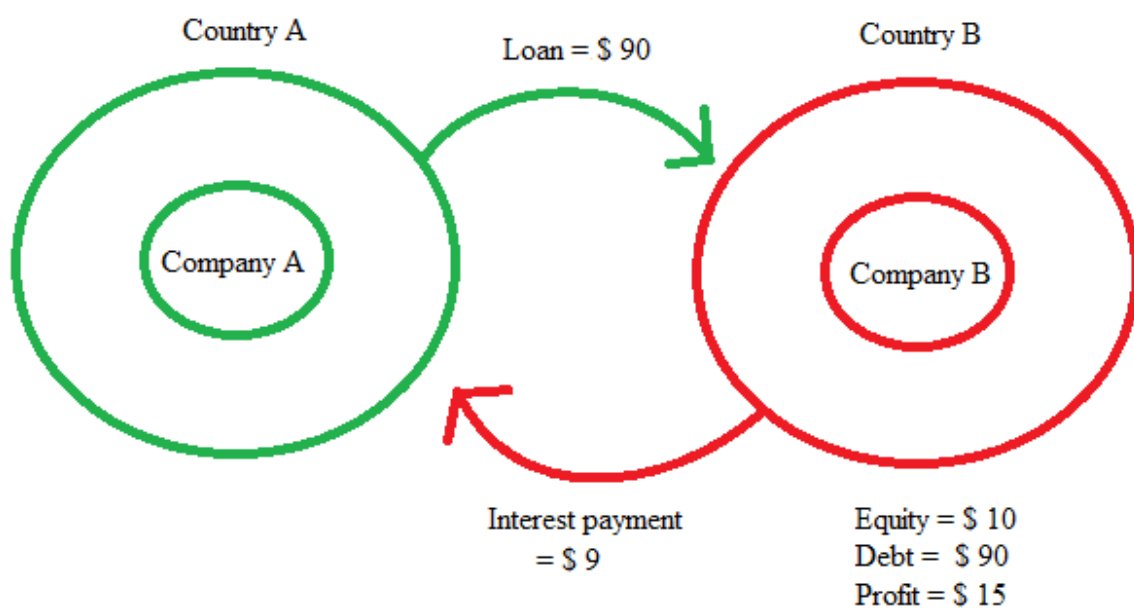 Country A
Loan = $ 90
Country B
Company A
Company B
Interest payment
= $ 9
Equity = $ 10
Debt = $ 90
Profit = $ 15